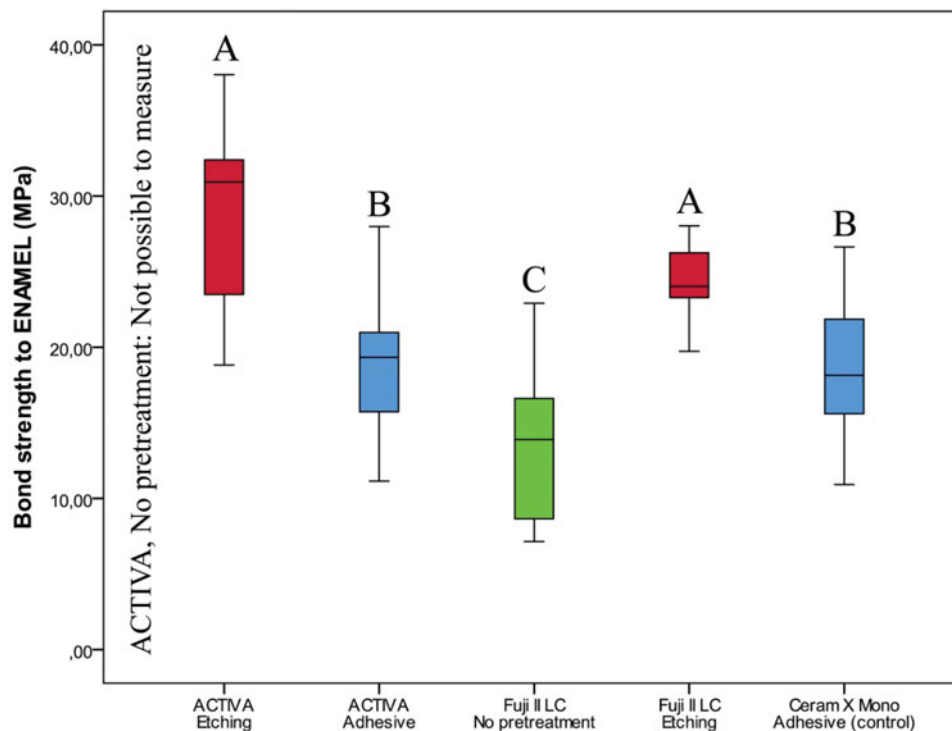 Bond strength to ENAMEL (MPa)
40,00
30,00
20,00
10,00
,00
ACTIVA, No pretreatment: Not possible to measure
A
B
C
A
B
ACTIVA
Etching
ACTIVA
Adhesive
Fuji II LC
No pretreatment
Fuji II LC
Etching
Ceram X Mono
Adhesive (control)